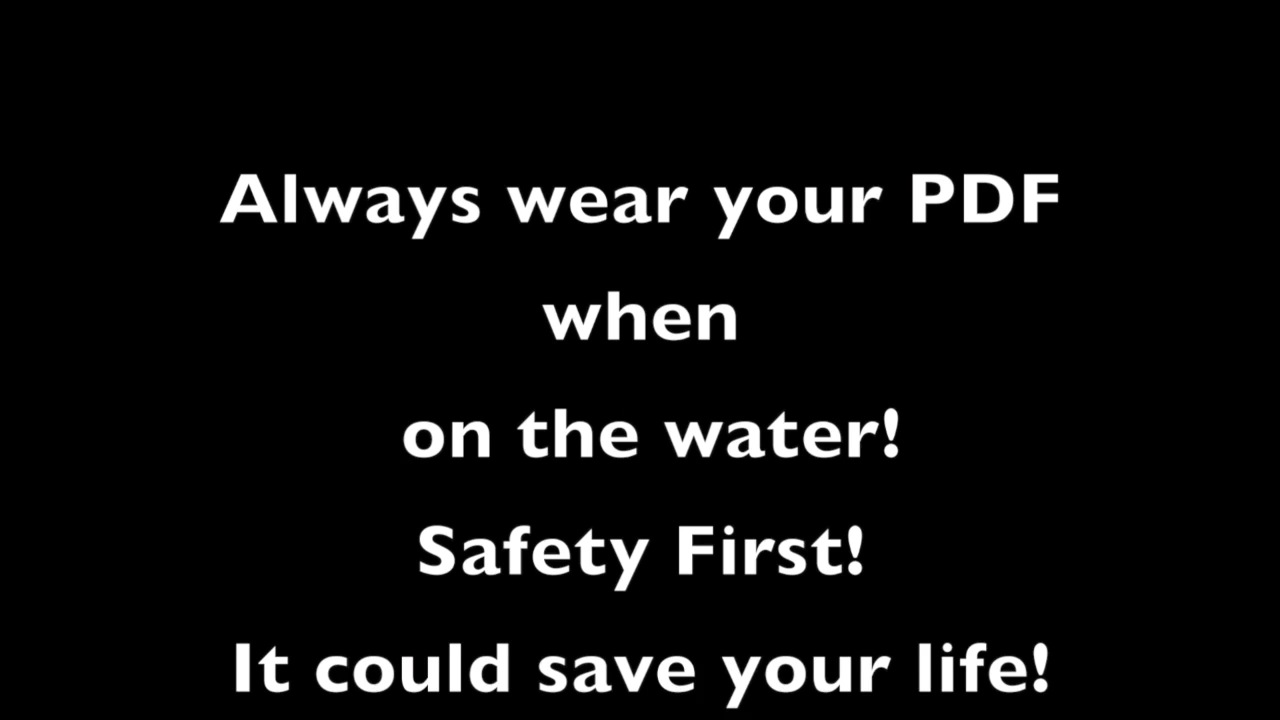 Always wear your PDF
when
on the water!
Safety First!
It could save your life!